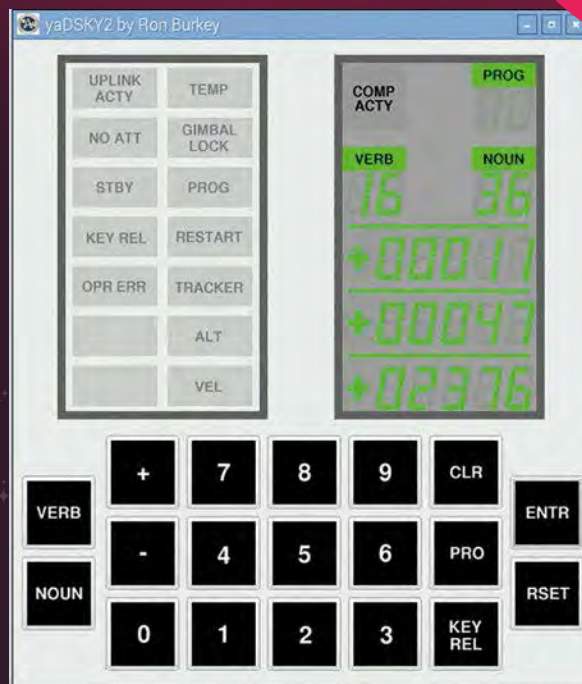 yaDSKY2 by Ron Burkey
UPLINK ACTY
TEMP
NO ATT
GIMBAL LOCK
STBY
PROG
KEY REL
RESTART
OPR ERR
TRACKER
ALT
VEL
COMP ACTY
PROG
VERB
NOUN
16
36
+00017
+00047
+02376
VERB
NOUN
+
7
8
9
CLR
-
4
5
6
PRO
0
1
2
3
KEY REL
ENTR
RSET